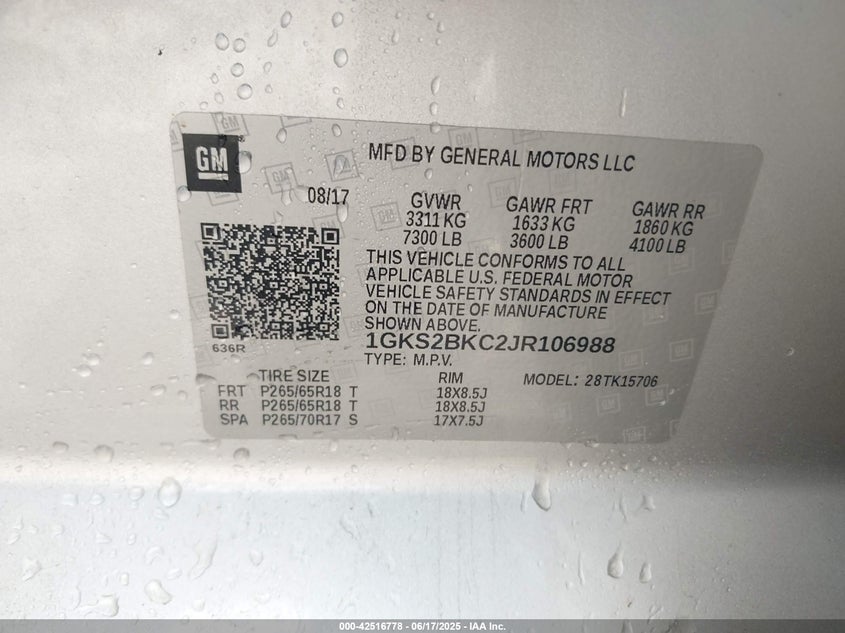 GM
MFD BY GENERAL MOTORS LLC
08/17
GVWR GAWR FRT GAWR RR
3311 KG 1633 KG 1860 KG
7300 LB 3600 LB 4100 LB
THIS VEHICLE CONFORMS TO ALL
APPLICABLE U.S. FEDERAL MOTOR
VEHICLE SAFETY STANDARDS IN EFFECT
ON THE DATE OF MANUFACTURE
SHOWN ABOVE.
636R
1GKS2BKC2JR106988
TYPE: M.P.V.
TIRE SIZE RIM MODEL: 28TK15706
FRT P265/65R18 T 18X8.5J
RR P265/65R18 T 18X8.5J
SPA P265/70R17 S 17X7.5J
000-42516778 - 06/17/2025 - IAA Inc.